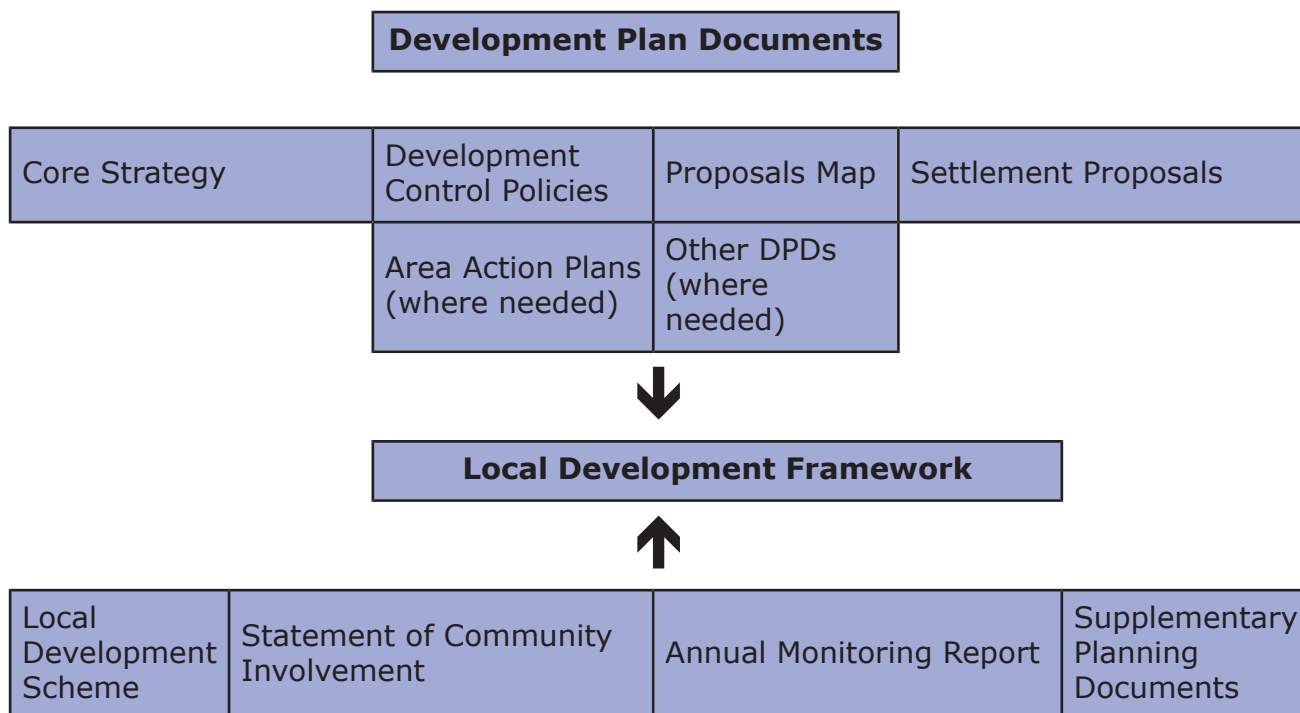 Development Plan Documents
Core Strategy
Development
Control Policies
Proposals Map
Settlement Proposals
Area Action Plans
(where needed)
Other DPDs
(where
needed)
Local Development Framework
Local
Development
Scheme
Statement of Community
Involvement
Annual Monitoring Report
Supplementary
Planning
Documents